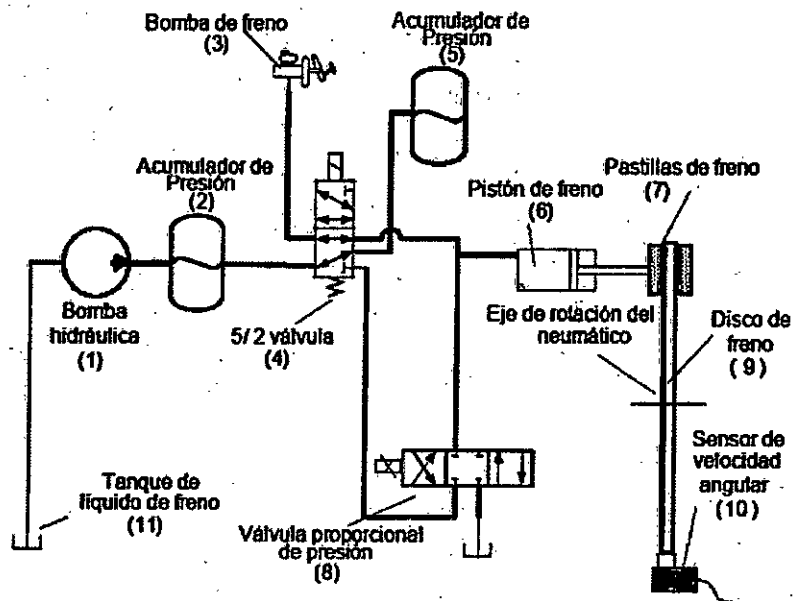 Bomba de freno
(3)
Acumulador de
Presión
(5)
Acumulador de
Presión
(2)
Pistón de freno
(6)
Pastillas de freno
(7)
Bomba
hidráulica
(1)
5/2 válvula
(4)
Eje de rotación del
neumático
Disco de
freno
(9)
Tanque de
líquido de freno
(11)
Válvula proporcional
de presión
(8)
Sensor de
velocidad
angular
(10)